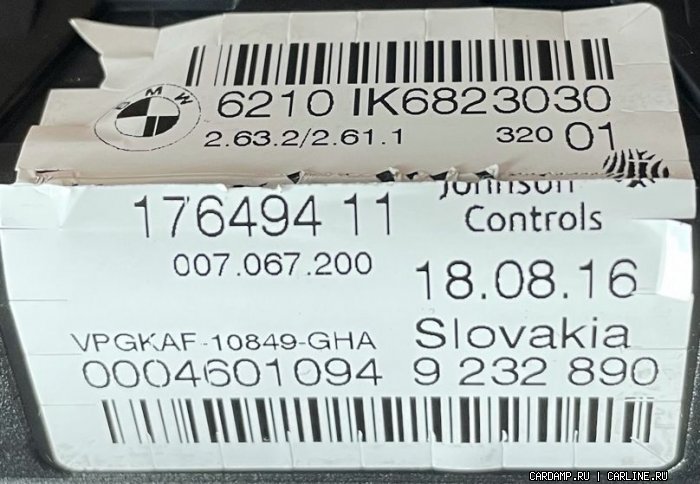 BMW
6210 IK6823030
2.63.2/2.61.1 320 01
Johnson
176494 11 Controls
007.067.200 18.08.16
VPGKAF-10849-GHA Slovakia
0004601094 9 232 890
CARDAMP.RU | CARLINE.RU